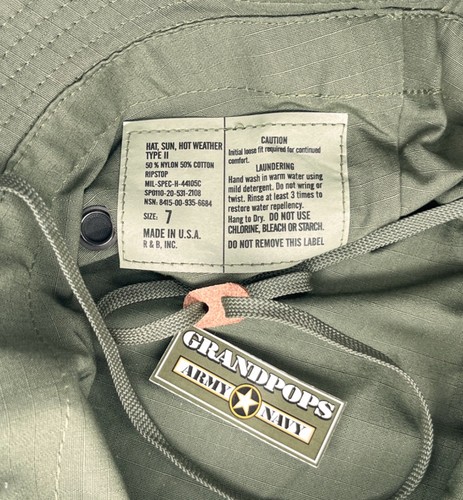 HAT, SUN, HOT WEATHER
TYPE II
50 % NYLON 50% COTTON
RIPSTOP
MIL-SPEC-H-44105C
SPO110-20-531-2108
NSN: 8415-00-935-6684
SIZE: 7
MADE IN U.S.A.
R & B, INC.
CAUTION
Initial loose fit required for continued
comfort.
LAUNDERING
Hand wash in warm water using
mild detergent. Do not wring or
twist. Rinse at least 3 times to
restore water repellency.
Hang to Dry. DO NOT USE
CHLORINE, BLEACH OR STARCH.
DO NOT REMOVE THIS LABEL
GRANDPOPS
ARMY NAVY